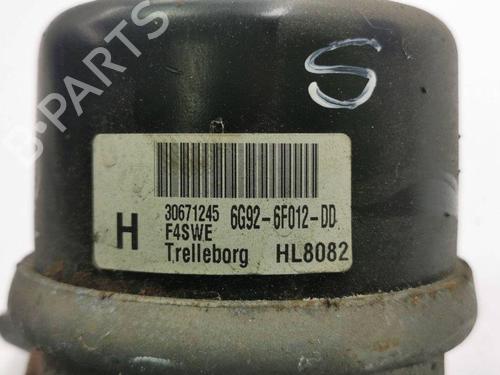 B-PARTS
S
30671245 6G92-6F012-DD
H F4SWE
Trelleborg HL8082